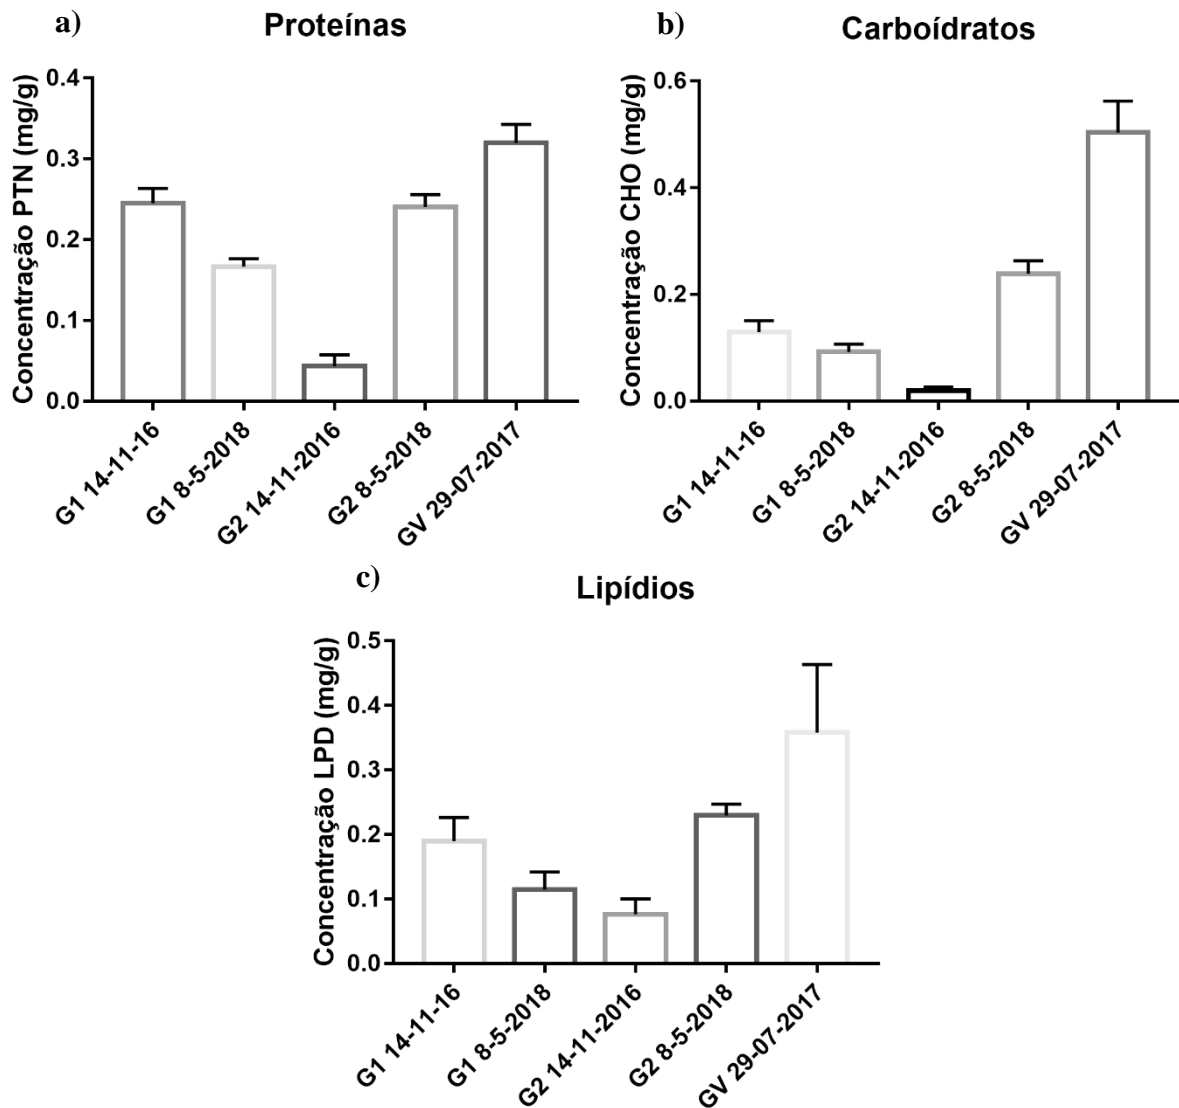 a)
Proteínas
Concentração PTN (mg/g)
0.4
0.3
0.2
0.1
0.0
G1 14-11-16
G1 8-5-2018
G2 14-11-2016
G2 8-5-2018
GV 29-07-2017
b)
Carboídratos
Concentração CHO (mg/g)
0.6
0.4
0.2
0.0
G1 14-11-16
G1 8-5-2018
G2 14-11-2016
G2 8-5-2018
GV 29-07-2017
c)
Lipídios
Concentração LPD (mg/g)
0.5
0.4
0.3
0.2
0.1
0.0
G1 14-11-16
G1 8-5-2018
G2 14-11-2016
G2 8-5-2018
GV 29-07-2017